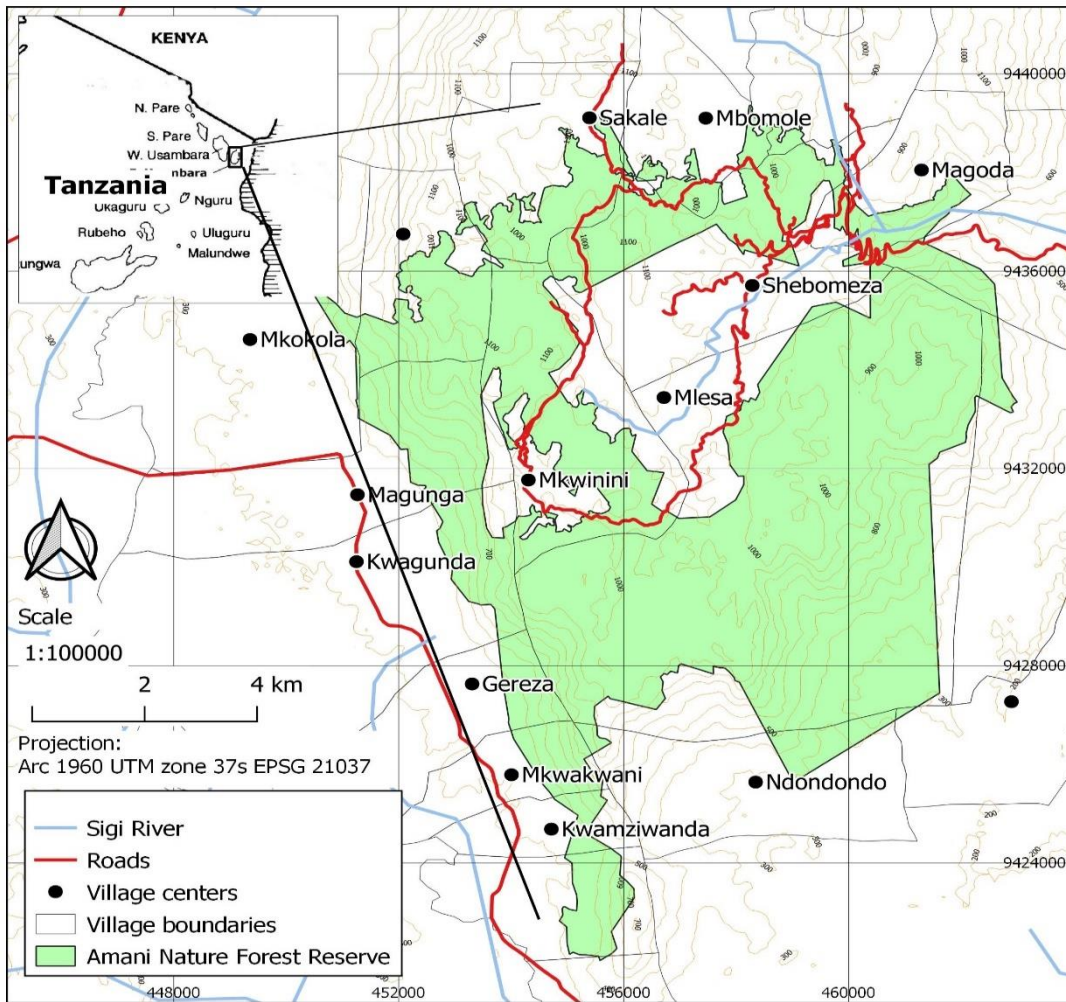 KENYA
N. Pare
S. Pare
W. Usambara
mbara
Tanzania
Nguru
Ukaguru
Rubeho
Uluguru
Malundwe
ungwa
9440000
9436000
9432000
9428000
9424000
Sakale
Mbomole
Magoda
Shebomeza
Mkokola
Mlesa
Mkwinini
Magunga
Kwagunda
Gereza
Mkwakwani
Ndondondo
Kwamziwanda
Scale
1:100000
2 4 km
Projection:
Arc 1960 UTM zone 37s EPSG 21037
Sigi River
Roads
Village centers
Village boundaries
Amani Nature Forest Reserve
448000 452000 456000 460000